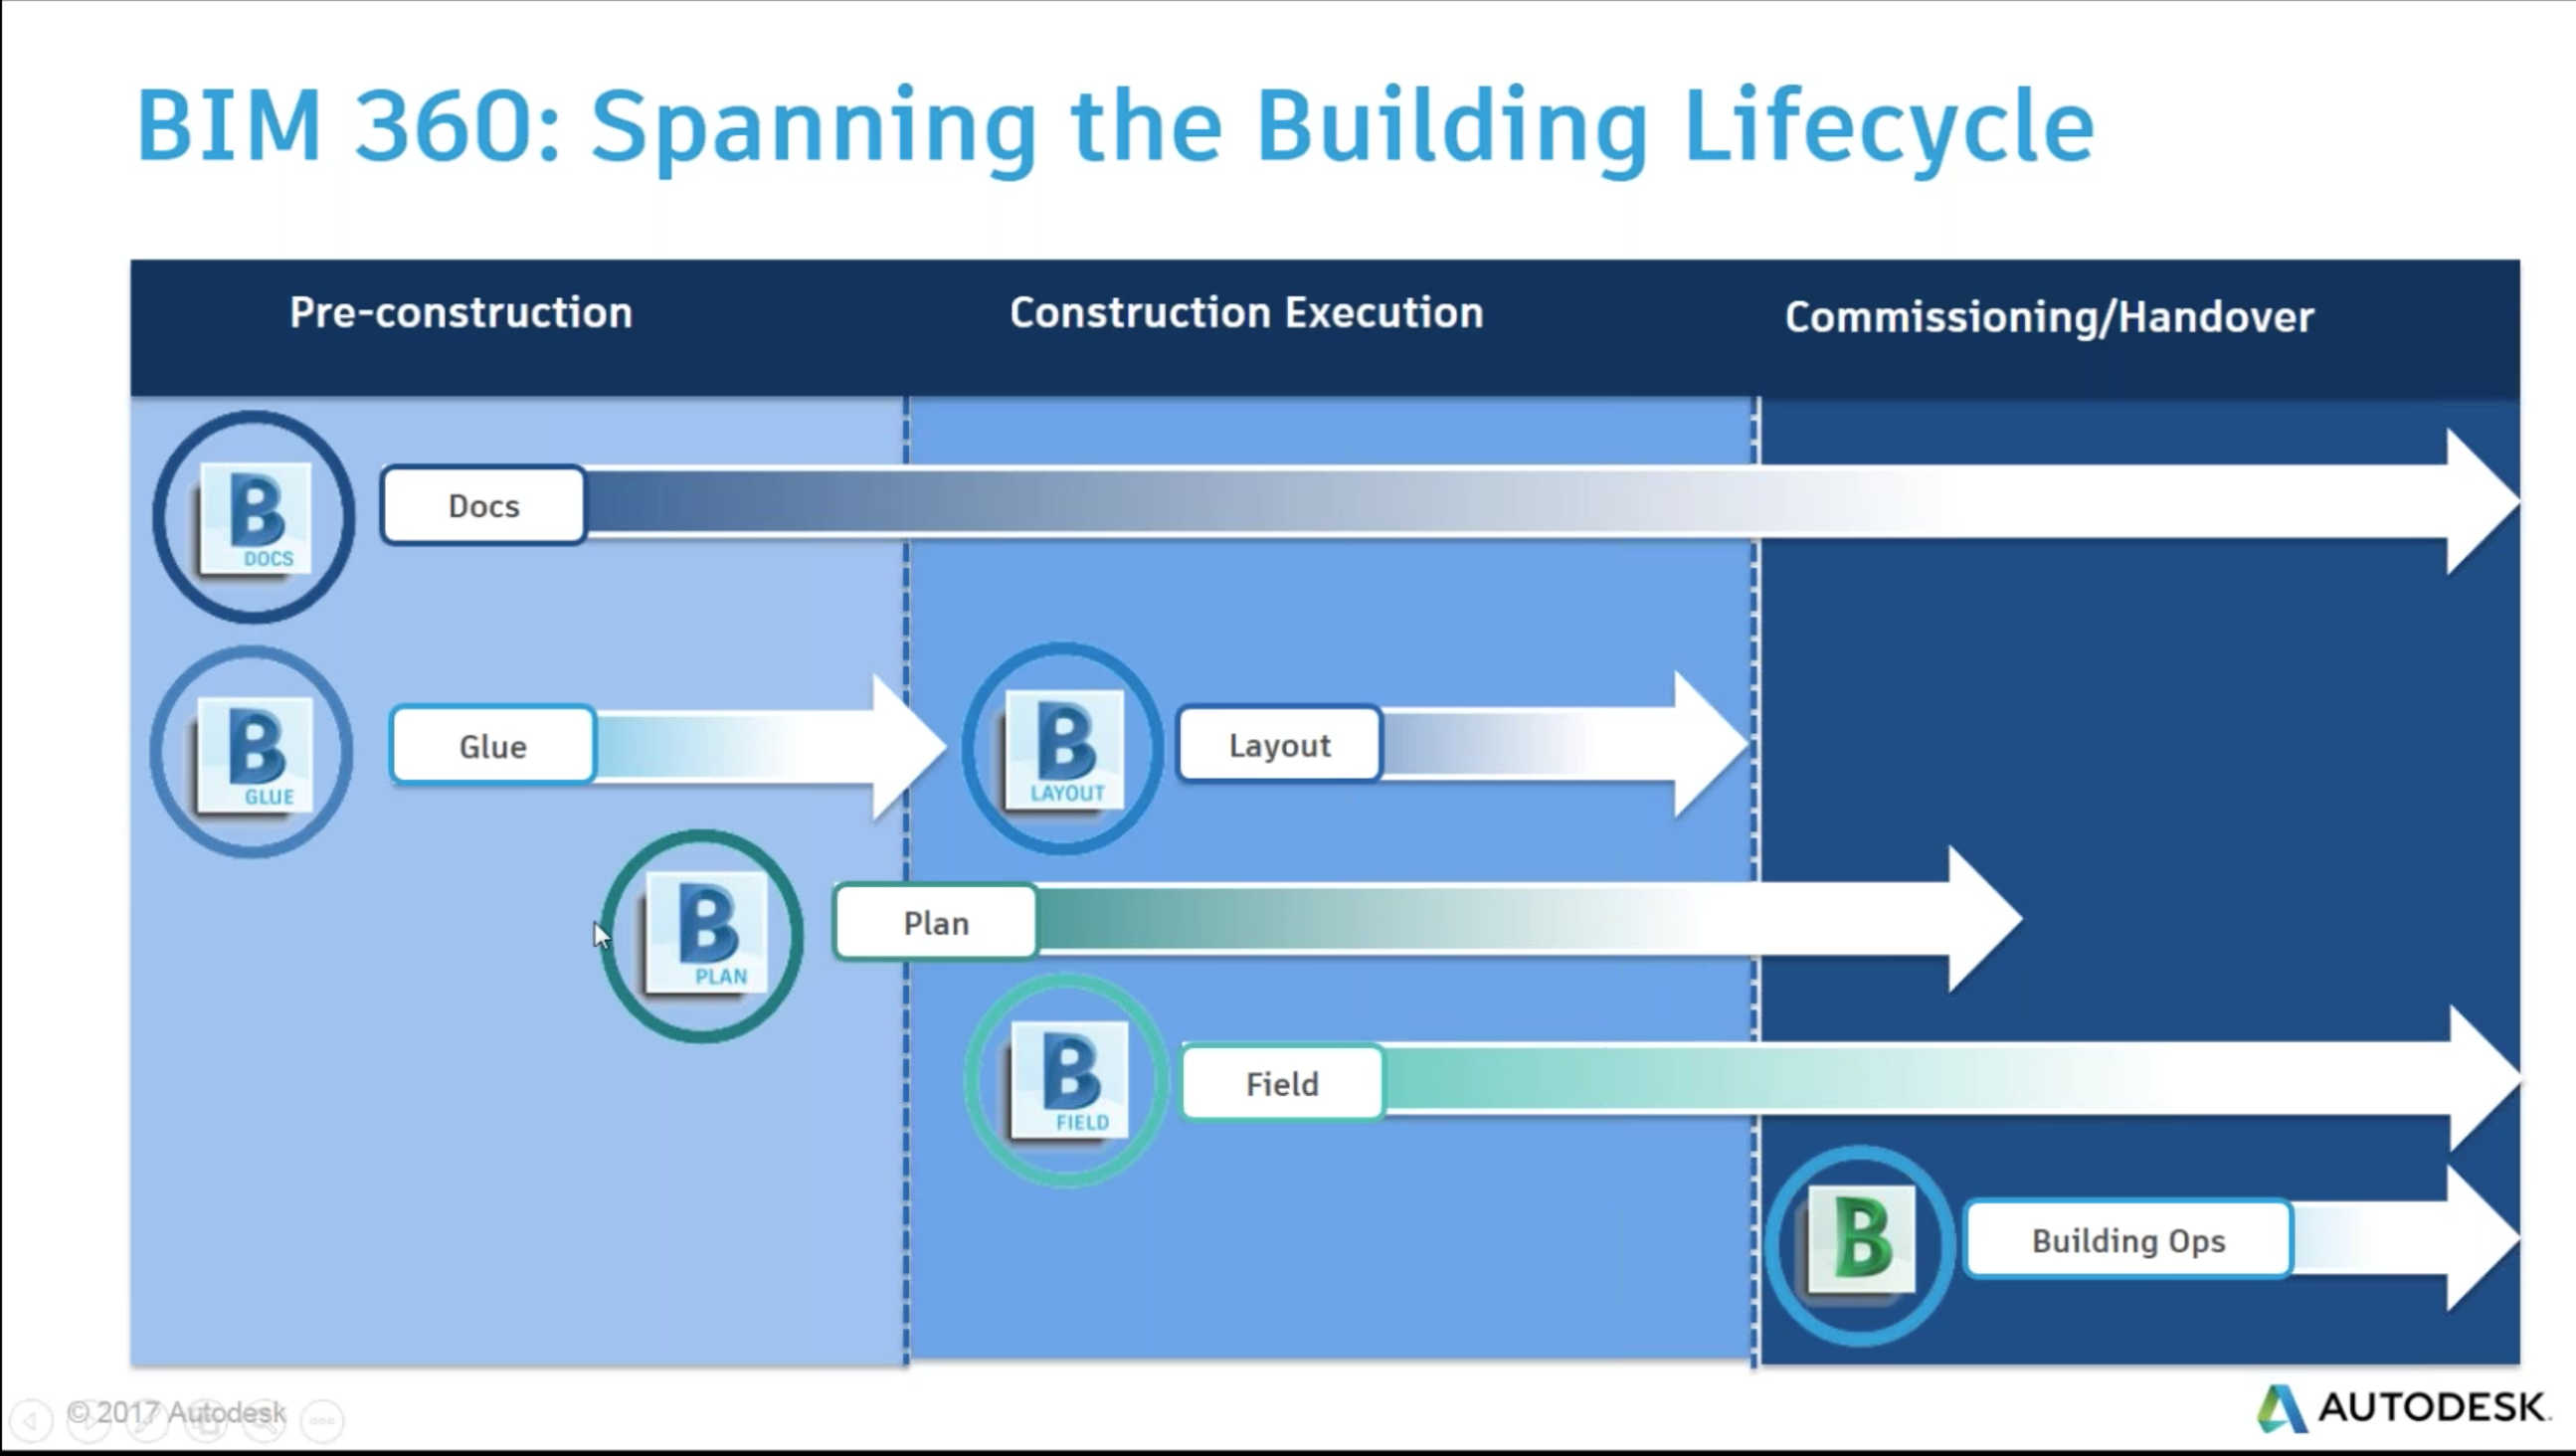 BIM 360: Spanning the Building Lifecycle
Pre-construction
Construction Execution
Commissioning/Handover
B
DOCS
Docs
B
GLUE
Glue
B
LAYOUT
Layout
B
PLAN
Plan
B
FIELD
Field
B
Building Ops
© 2017 Autodesk
AUTODESK.